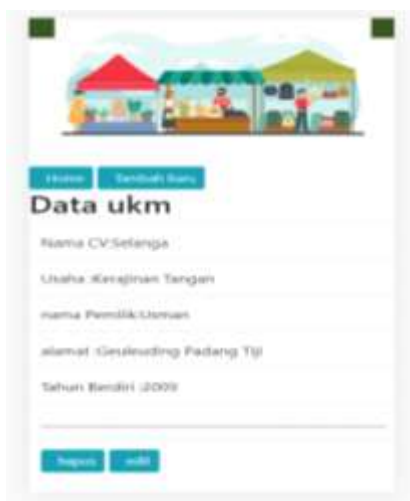 Home Tambah Baru
Data ukm
Nama CV:Selanga
Usaha :Kerajinan Tangan
nama Pemilik:Usman
alamat :Geuleuding Padang Tiji
Tahun Berdiri :2009
hapus edit